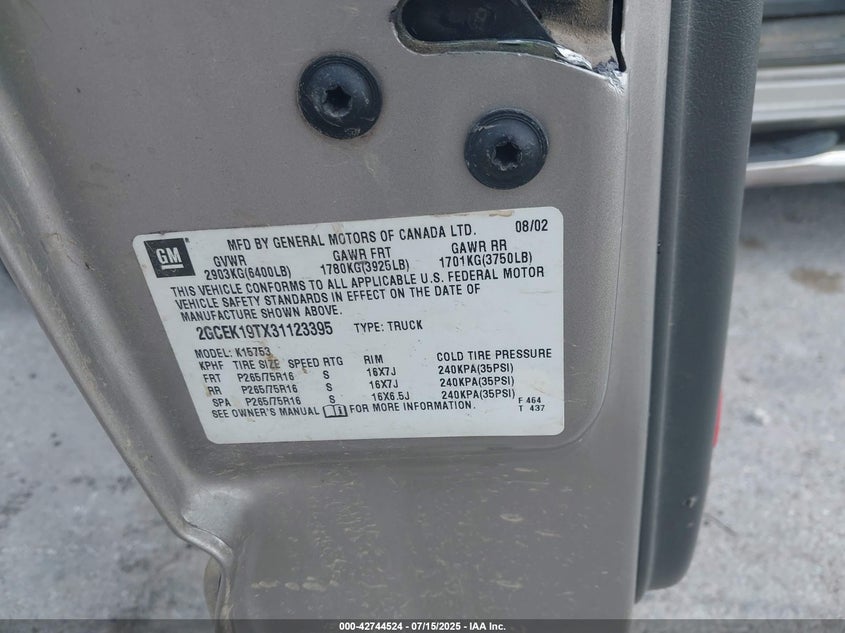 GM
MFD BY GENERAL MOTORS OF CANADA LTD. 08/02
GVWR GAWR FRT GAWR RR
2903KG(6400LB) 1780KG(3925LB) 1701KG(3750LB)
THIS VEHICLE CONFORMS TO ALL APPLICABLE U.S. FEDERAL MOTOR
VEHICLE SAFETY STANDARDS IN EFFECT ON THE DATE OF
MANUFACTURE SHOWN ABOVE.
2GCEK19TX31123395 TYPE: TRUCK
MODEL: K15753
KPHF TIRE SIZE SPEED RTG RIM COLD TIRE PRESSURE
FRT P265/75R16 S 16X7J 240KPA(35PSI)
RR P265/75R16 S 16X7J 240KPA(35PSI)
SPA P265/75R16 S 16X6.5J 240KPA(35PSI)
SEE OWNER'S MANUAL FOR MORE INFORMATION.
F 464
T 437
000-42744524 / 07/15/2025 - IAA Inc.